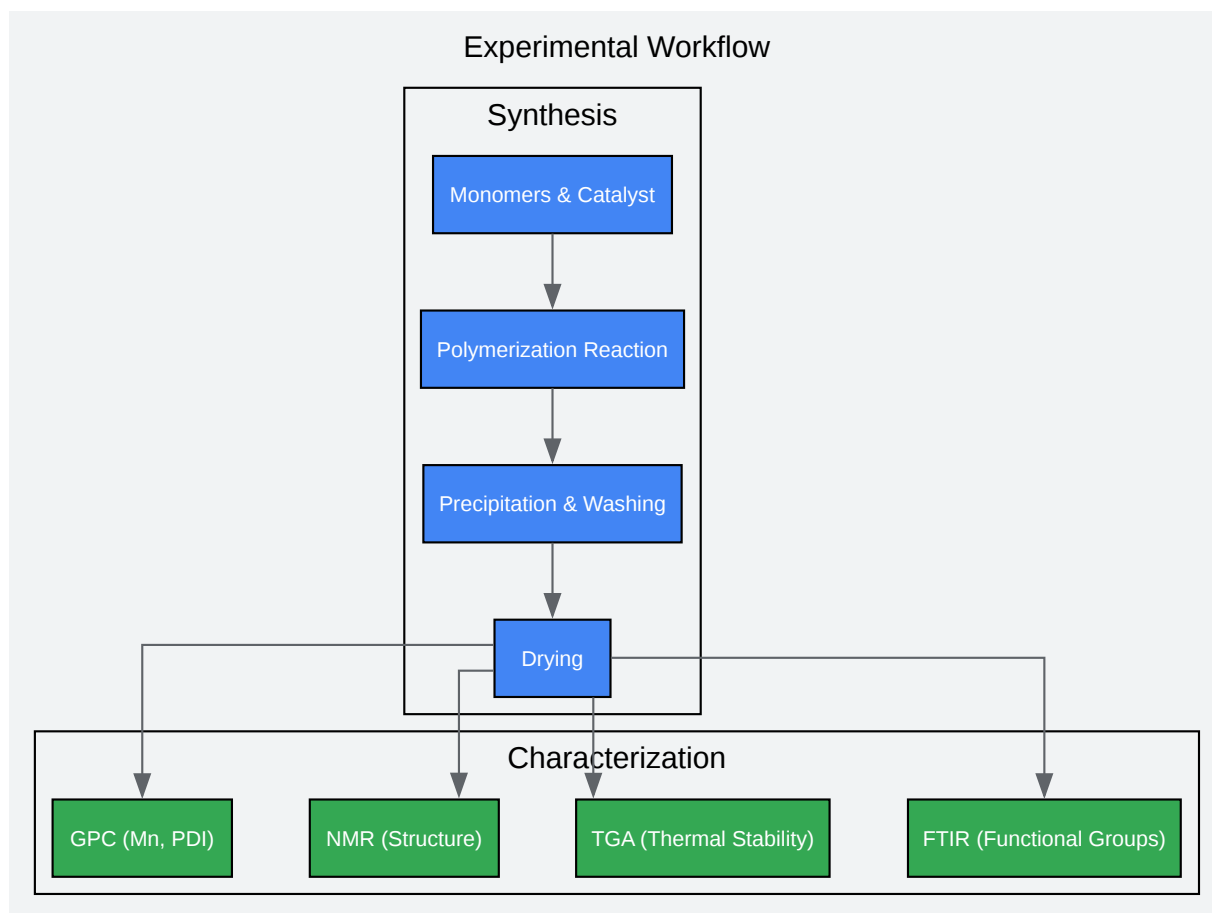 Experimental Workflow
Synthesis
Monomers & Catalyst
Polymerization Reaction
Precipitation & Washing
Drying
Characterization
GPC (Mn, PDI)
NMR (Structure)
TGA (Thermal Stability)
FTIR (Functional Groups)